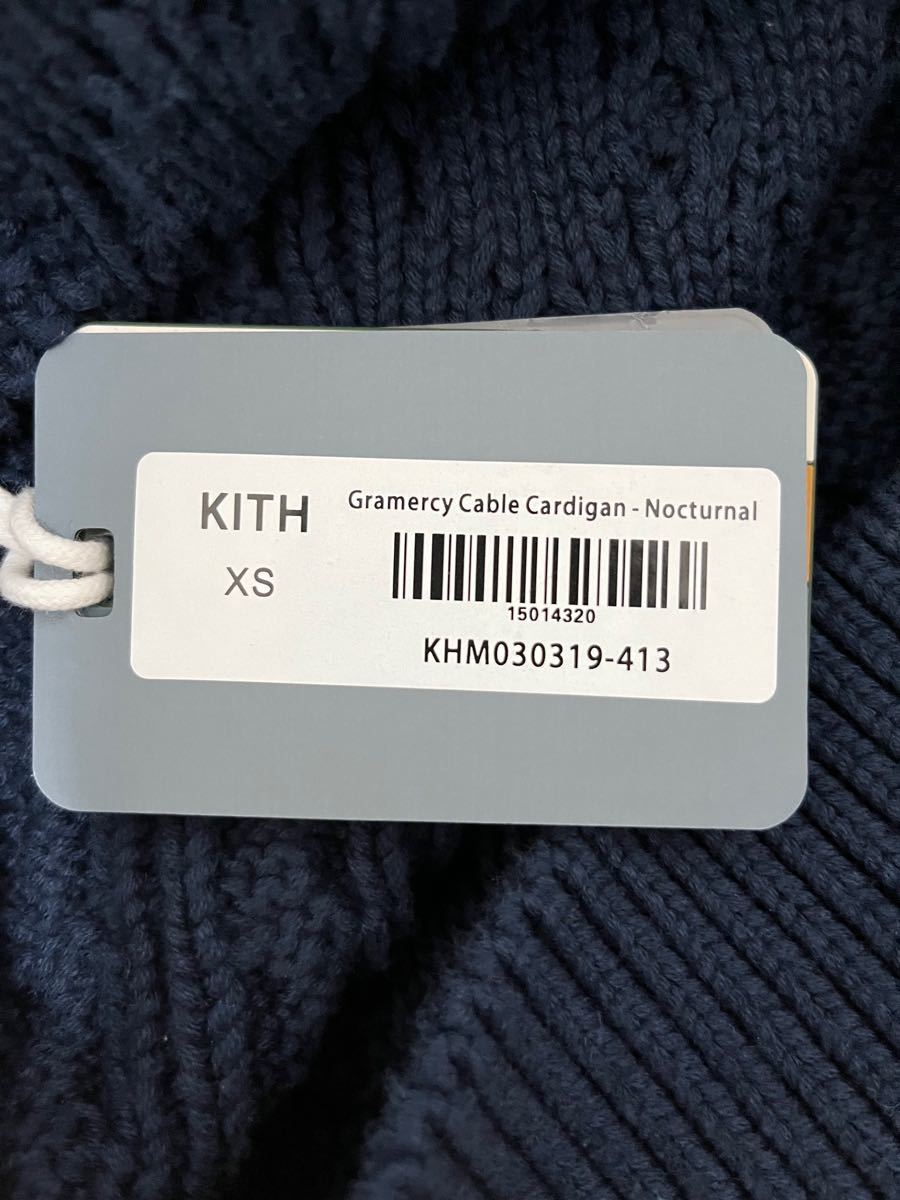 KITH
XS
Gramercy Cable Cardigan - Nocturnal
15014320
KHM030319-413